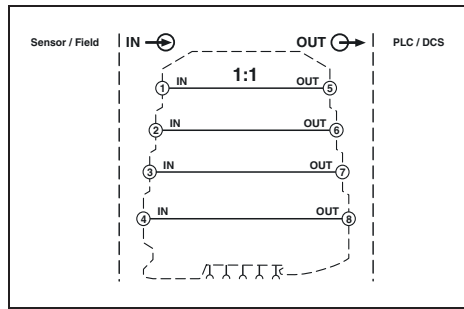 Sensor / Field IN OUT PLC / DCS
1:1
1 IN OUT 5
2 IN OUT 6
3 IN OUT 7
4 IN OUT 8